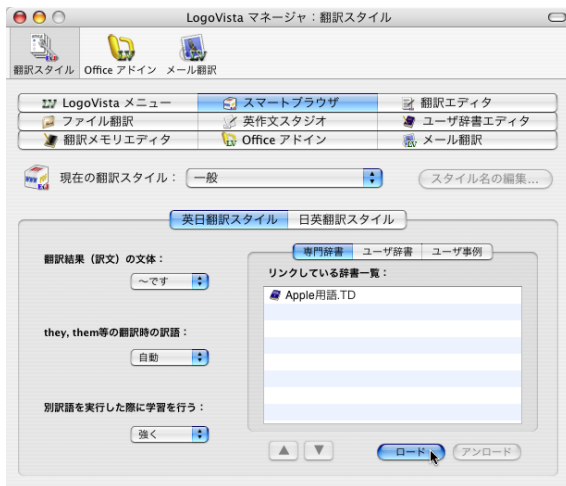 LogoVista マネージャ：翻訳スタイル
翻訳スタイル Office アドイン メール翻訳
LogoVista メニュー スマートブラウザ 翻訳エディタ
ファイル翻訳 英作文スタジオ ユーザ辞書エディタ
翻訳メモリエディタ Office アドイン メール翻訳
現在の翻訳スタイル： 一般 スタイル名の編集...
英日翻訳スタイル 日英翻訳スタイル
専門辞書 ユーザ辞書 ユーザ事例
翻訳結果（訳文）の文体：
リンクしている辞書一覧：
〜です
Apple用語.TD
they, them等の翻訳時の訳語：
自動
別訳語を実行した際に学習を行う：
強く
ロード アンロード